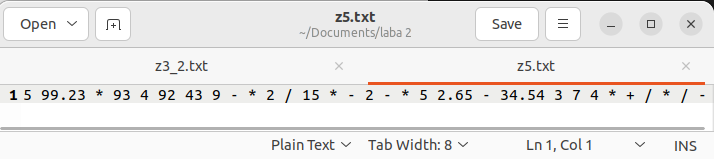 Open
z5.txt
~/Documents/laba 2
Save
z3_2.txt
z5.txt
1 5 99.23 * 93 4 92 43 9 - * 2 / 15 * - 2 - * 5 2.65 - 34.54 3 7 4 * + / * / -
Plain Text
Tab Width: 8
Ln 1, Col 1
INS